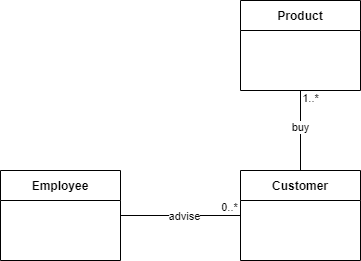 Product
1..*
buy
Employee
Customer
0..*
advise